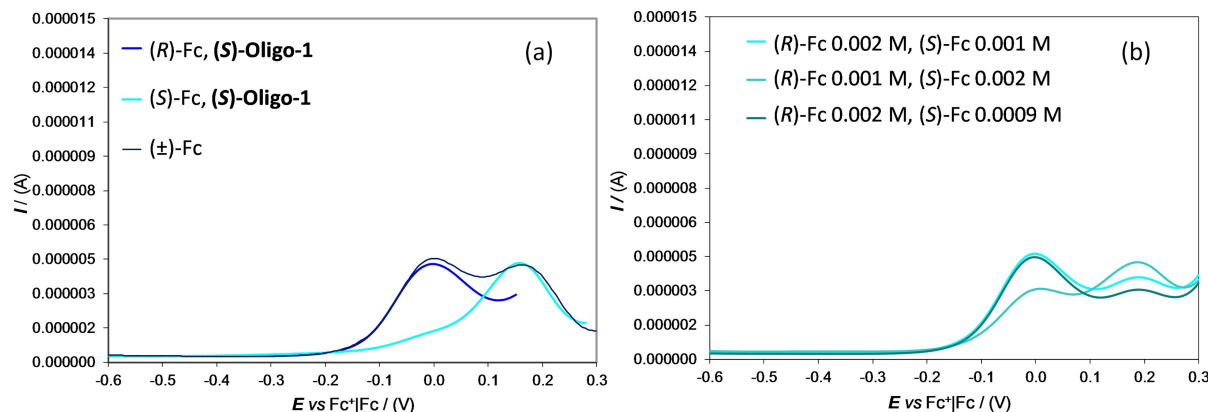 0.000015
0.000014
0.000012
0.000011
0.000009
0.000008
0.000006
0.000005
0.000003
0.000002
0.000000
I / (A)
(R)-Fc, (S)-Oligo-1
(S)-Fc, (S)-Oligo-1
(±)-Fc
(a)
-0.6 -0.5 -0.4 -0.3 -0.2 -0.1 0.0 0.1 0.2 0.3
E vs Fc⁺|Fc / (V)
0.000015
0.000014
0.000012
0.000011
0.000009
0.000008
0.000006
0.000005
0.000003
0.000002
0.000000
I / (A)
(R)-Fc 0.002 M, (S)-Fc 0.001 M
(R)-Fc 0.001 M, (S)-Fc 0.002 M
(R)-Fc 0.002 M, (S)-Fc 0.0009 M
(b)
-0.6 -0.5 -0.4 -0.3 -0.2 -0.1 0.0 0.1 0.2 0.3
E vs Fc⁺|Fc / (V)